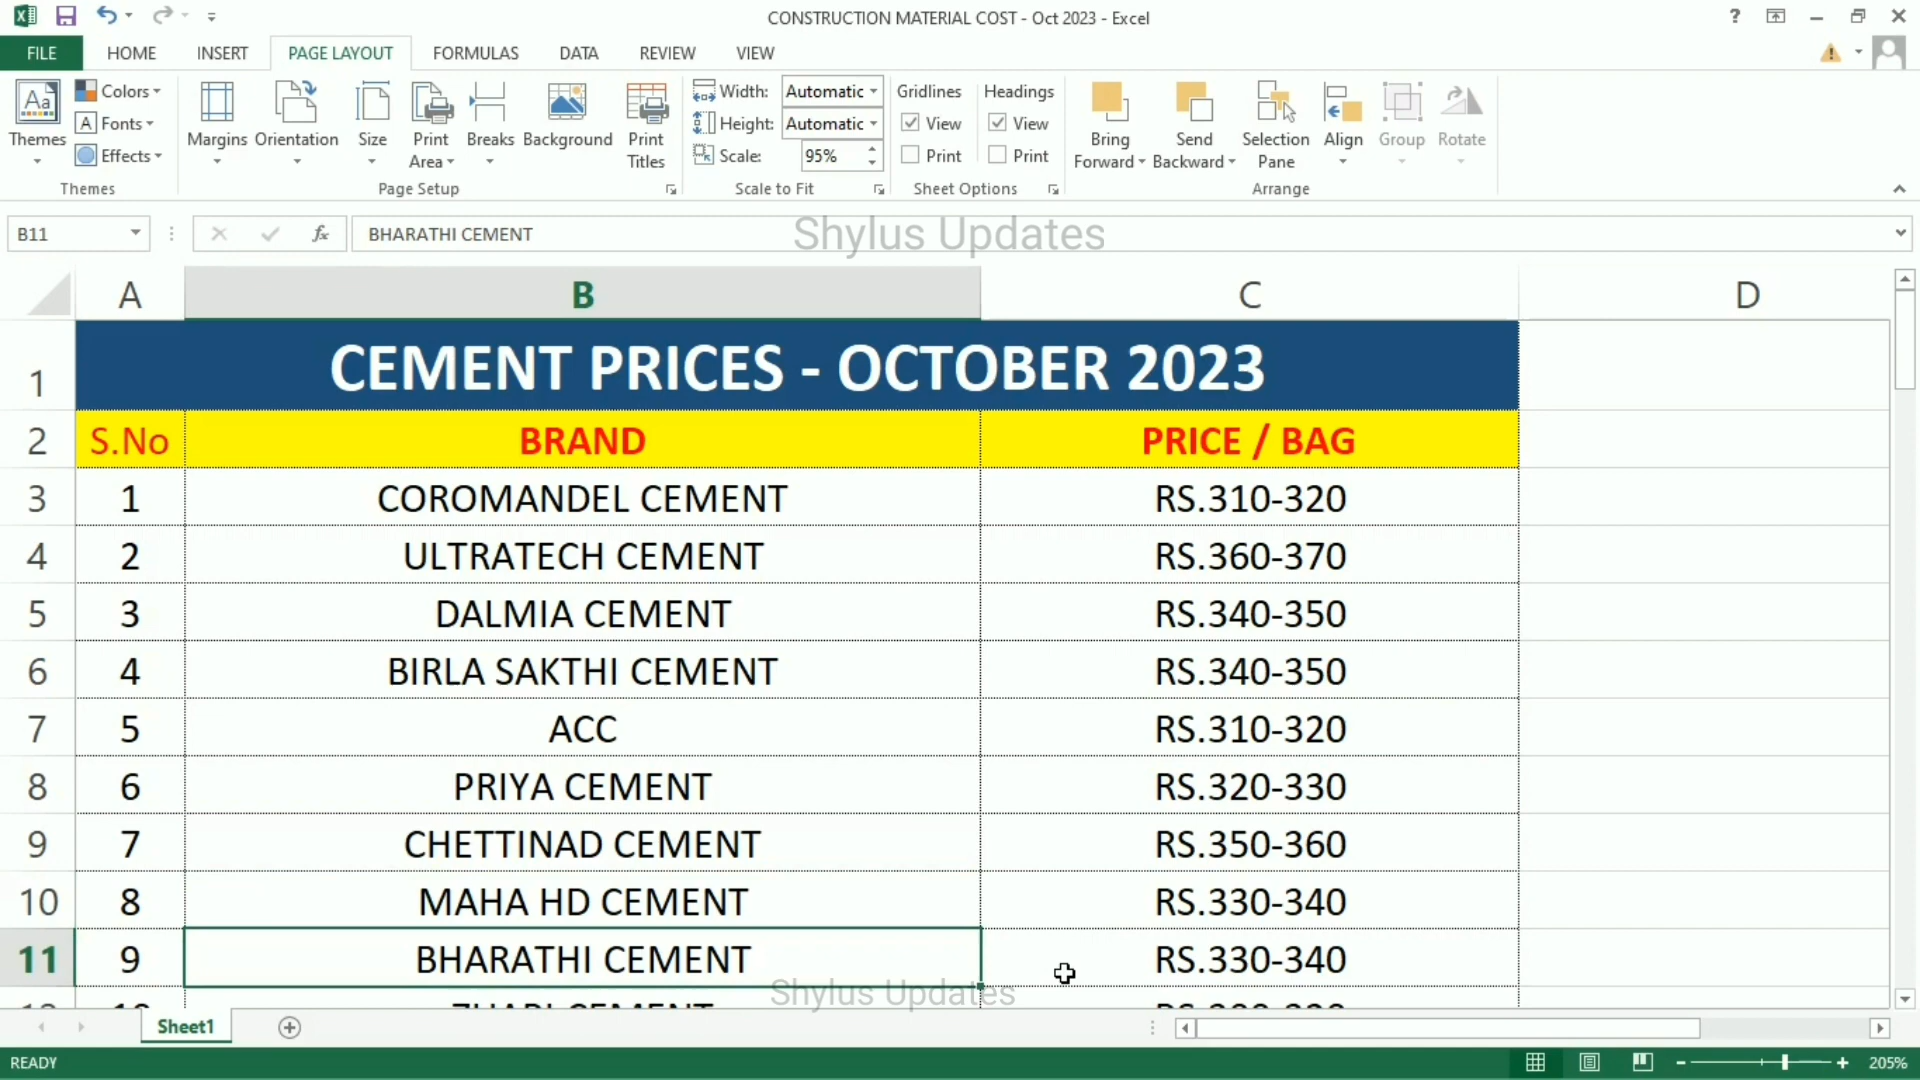 CONSTRUCTION MATERIAL COST - Oct 2023 - Excel
FILE HOME INSERT PAGE LAYOUT FORMULAS DATA REVIEW VIEW
Themes Colors Fonts Effects
Themes
Margins Orientation Size Print Area Breaks Background Print Titles
Page Setup
Width: Automatic
Height: Automatic
Scale: 95%
Scale to Fit
Gridlines Headings
View View
Print Print
Sheet Options
Bring Forward Send Backward Selection Pane Align Group Rotate
Arrange
B11 fx BHARATHI CEMENT
Shylus Updates
A B C D
1 CEMENT PRICES - OCTOBER 2023
2 S.No BRAND PRICE / BAG
3 1 COROMANDEL CEMENT RS.310-320
4 2 ULTRATECH CEMENT RS.360-370
5 3 DALMIA CEMENT RS.340-350
6 4 BIRLA SAKTHI CEMENT RS.340-350
7 5 ACC RS.310-320
8 6 PRIYA CEMENT RS.320-330
9 7 CHETTINAD CEMENT RS.350-360
10 8 MAHA HD CEMENT RS.330-340
11 9 BHARATHI CEMENT RS.330-340
Shylus Updates
Sheet1
READY 205%